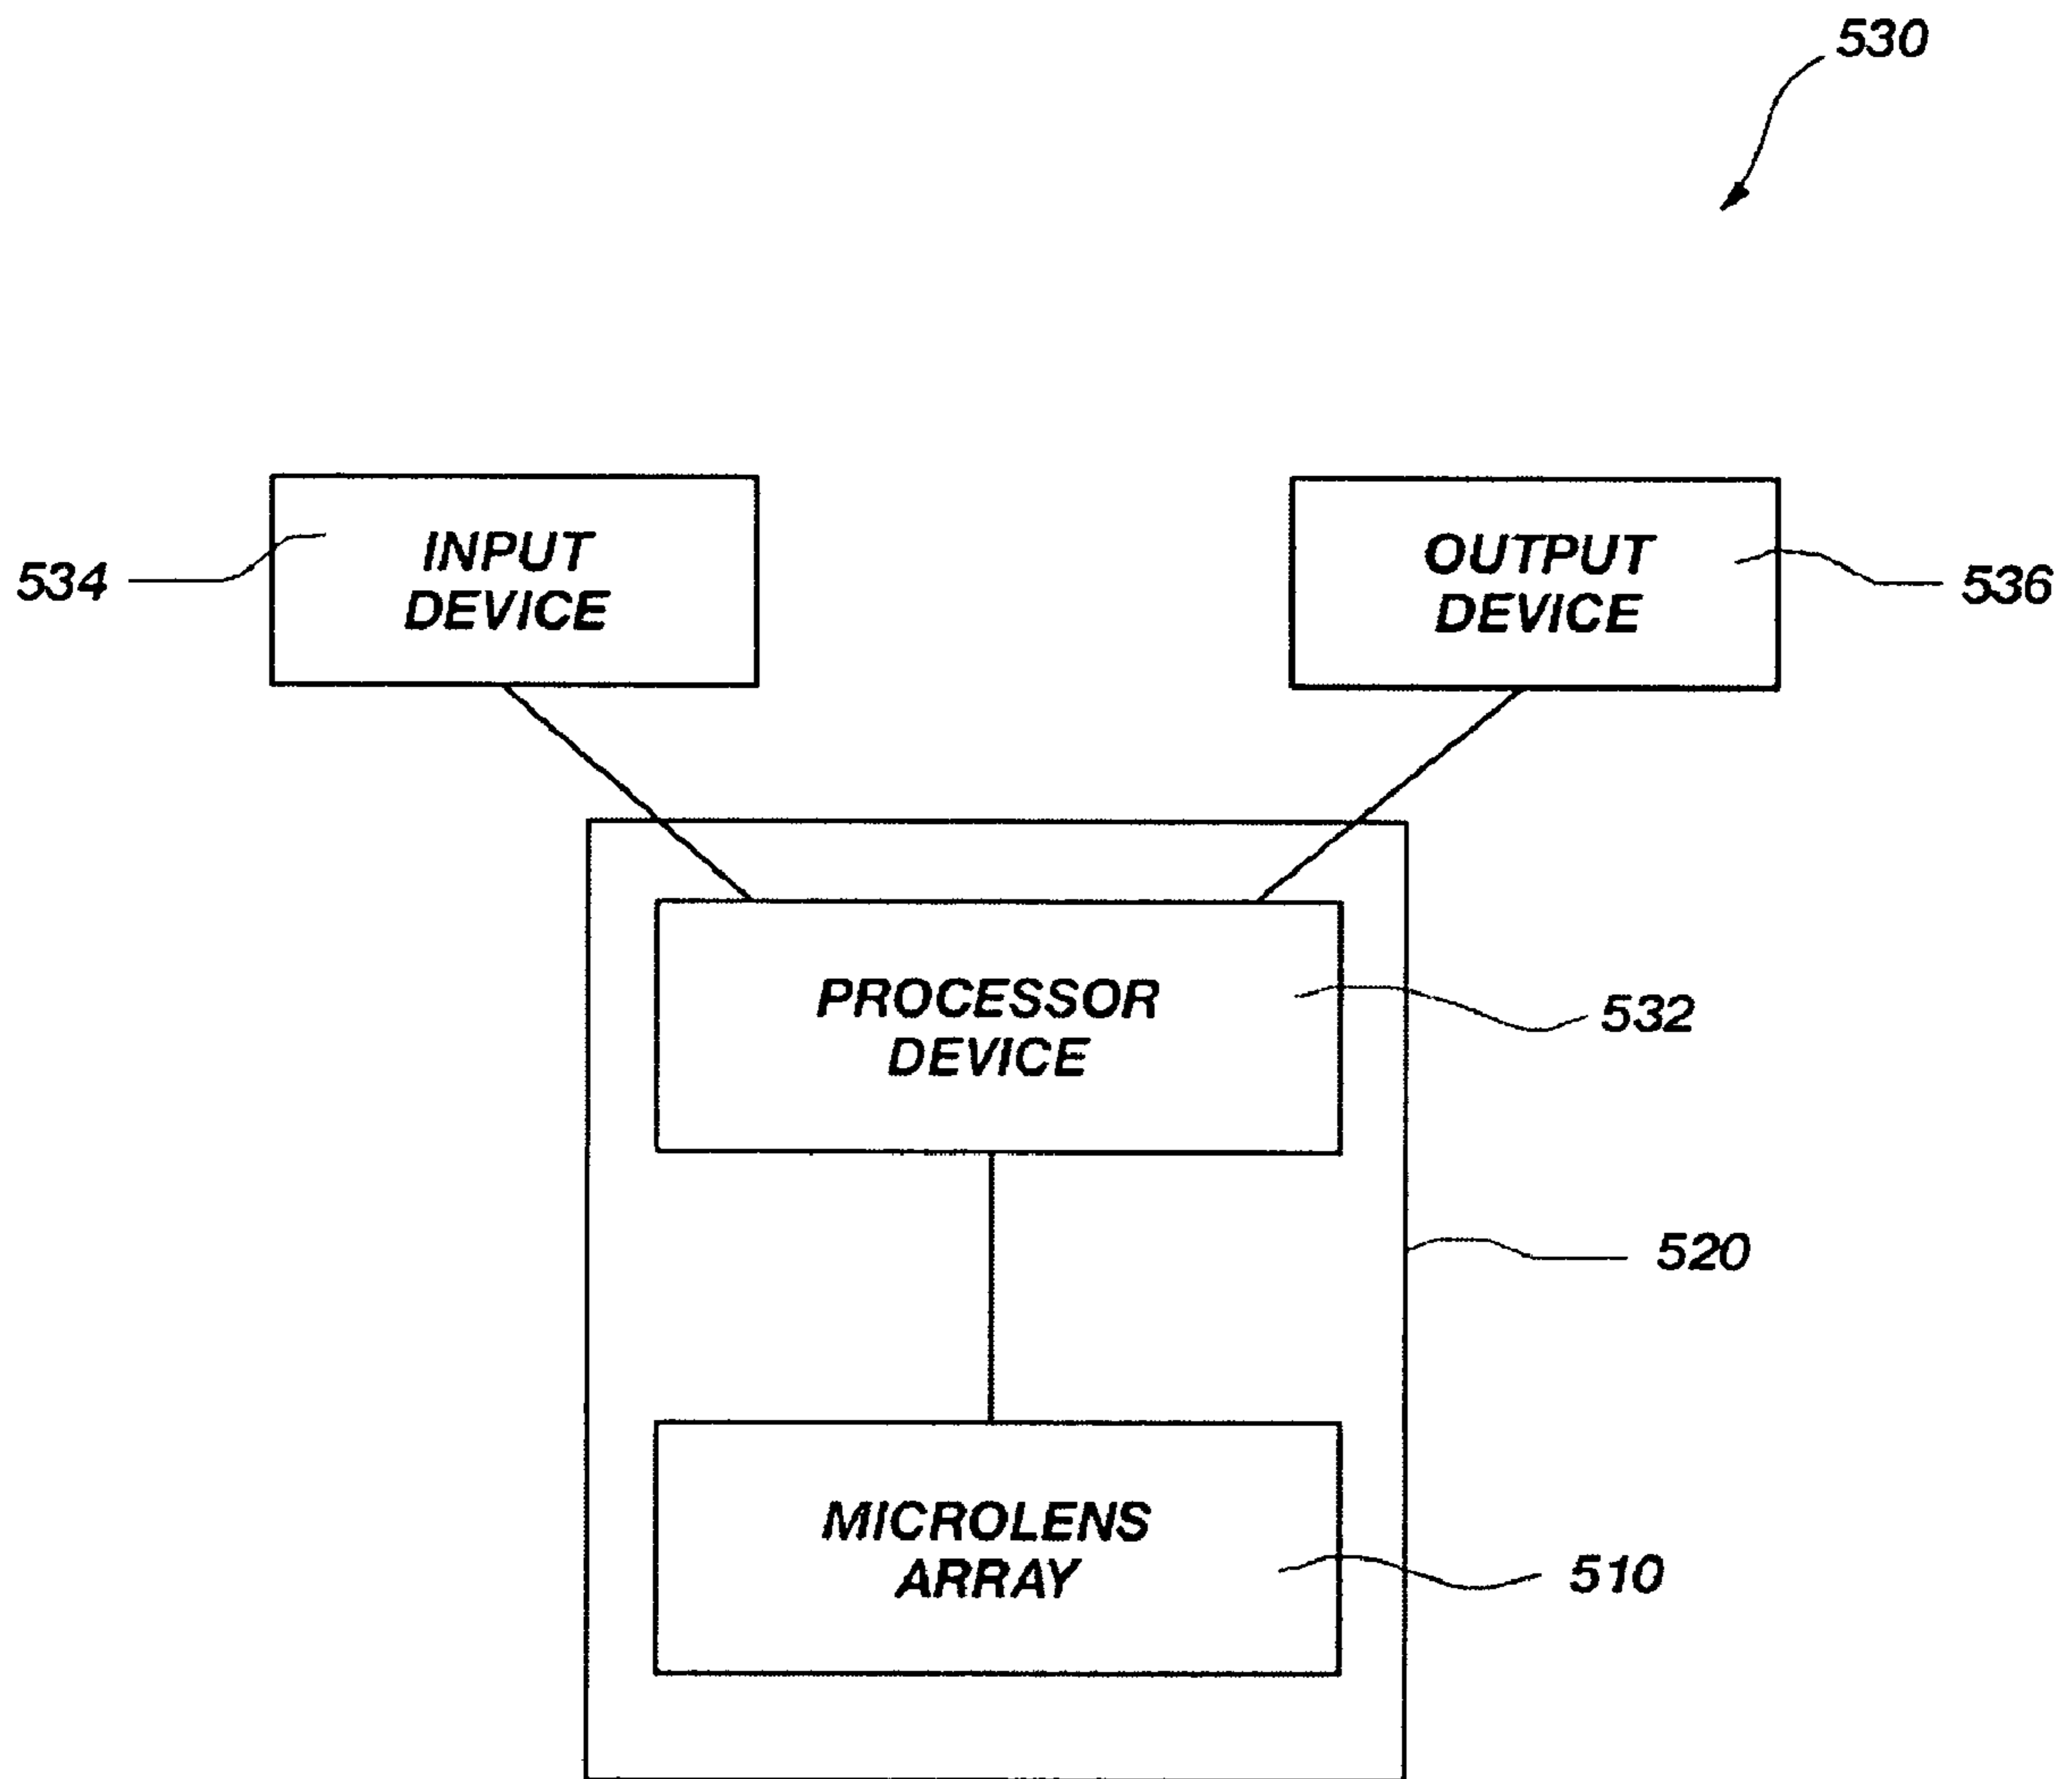 530
INPUT
DEVICE
534
OUTPUT
DEVICE
536
PROCESSOR
DEVICE
532
520
MICROLENS
ARRAY
510